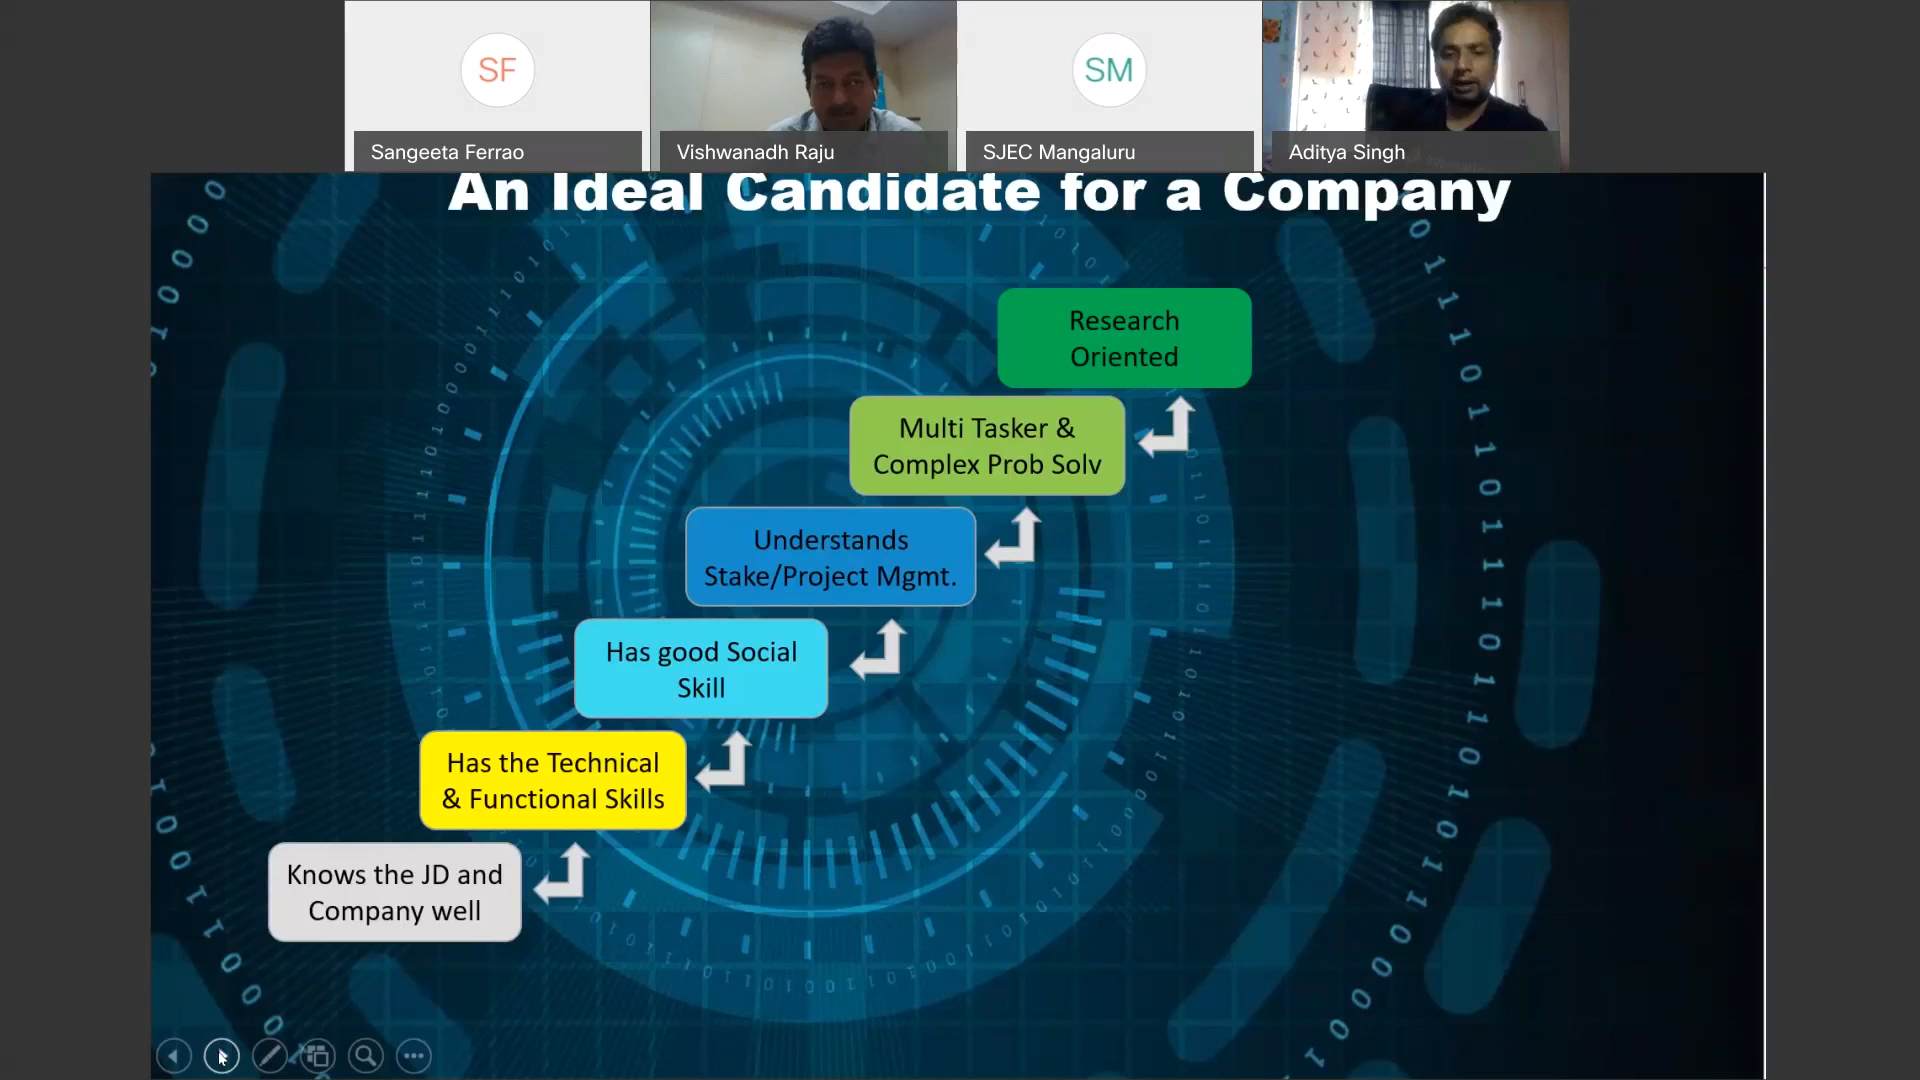 SF
SM
Sangeeta Ferrao
Vishwanadh Raju
SJEC Mangaluru
Aditya Singh
An Ideal Candidate for a Company
Research
Oriented
Multi Tasker &
Complex Prob Solv
Understands
Stake/Project Mgmt.
Has good Social
Skill
Has the Technical
& Functional Skills
Knows the JD and
Company well